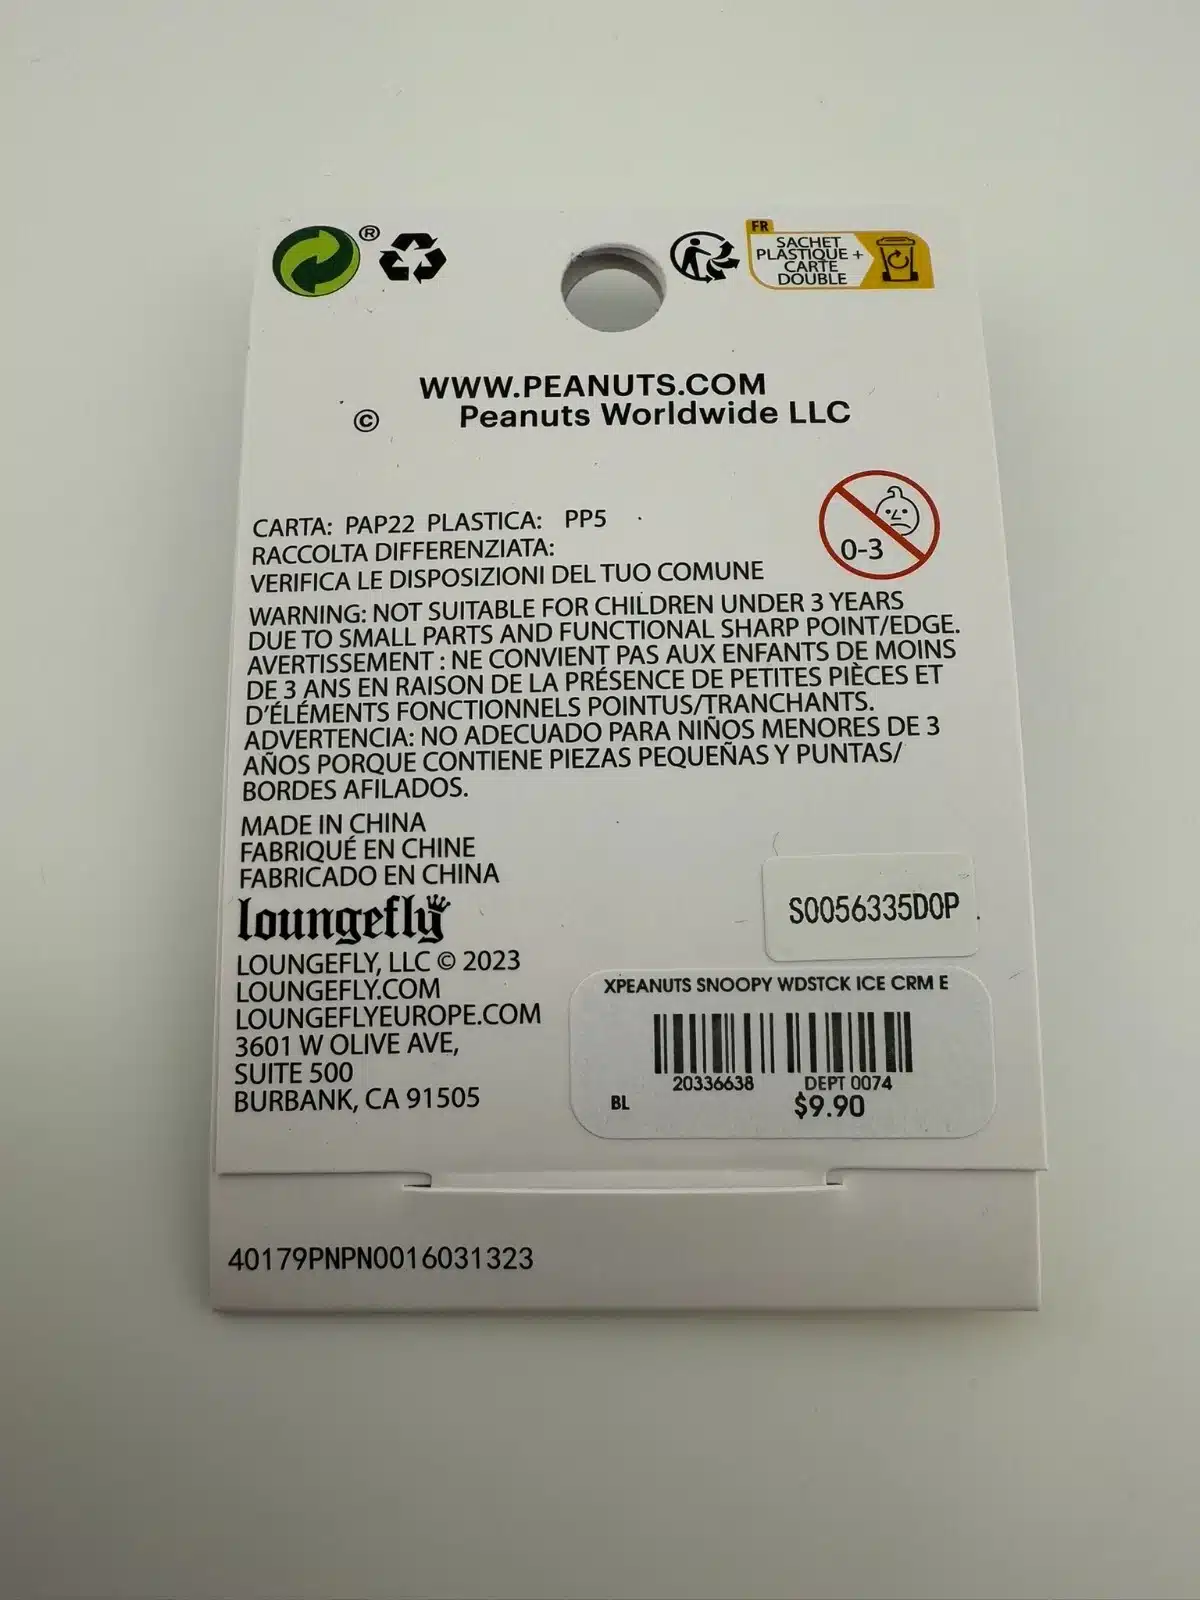 ®
FR
SACHET
PLASTIQUE +
CARTE
DOUBLE
WWW.PEANUTS.COM
© Peanuts Worldwide LLC
0-3
CARTA: PAP22 PLASTICA: PP5
RACCOLTA DIFFERENZIATA:
VERIFICA LE DISPOSIZIONI DEL TUO COMUNE
WARNING: NOT SUITABLE FOR CHILDREN UNDER 3 YEARS
DUE TO SMALL PARTS AND FUNCTIONAL SHARP POINT/EDGE.
AVERTISSEMENT : NE CONVIENT PAS AUX ENFANTS DE MOINS
DE 3 ANS EN RAISON DE LA PRÉSENCE DE PETITES PIÈCES ET
D'ÉLÉMENTS FONCTIONNELS POINTUS/TRANCHANTS.
ADVERTENCIA: NO ADECUADO PARA NIÑOS MENORES DE 3
AÑOS PORQUE CONTIENE PIEZAS PEQUEÑAS Y PUNTAS/
BORDES AFILADOS.
MADE IN CHINA
FABRIQUÉ EN CHINE
FABRICADO EN CHINA
loungefly
LOUNGEFLY, LLC © 2023
LOUNGEFLY.COM
LOUNGEFLYEUROPE.COM
3601 W OLIVE AVE,
SUITE 500
BURBANK, CA 91505
S0056335D0P
XPEANUTS SNOOPY WDSTCK ICE CRM E
20336638 DEPT 0074
BL $9.90
40179PNPN0016031323